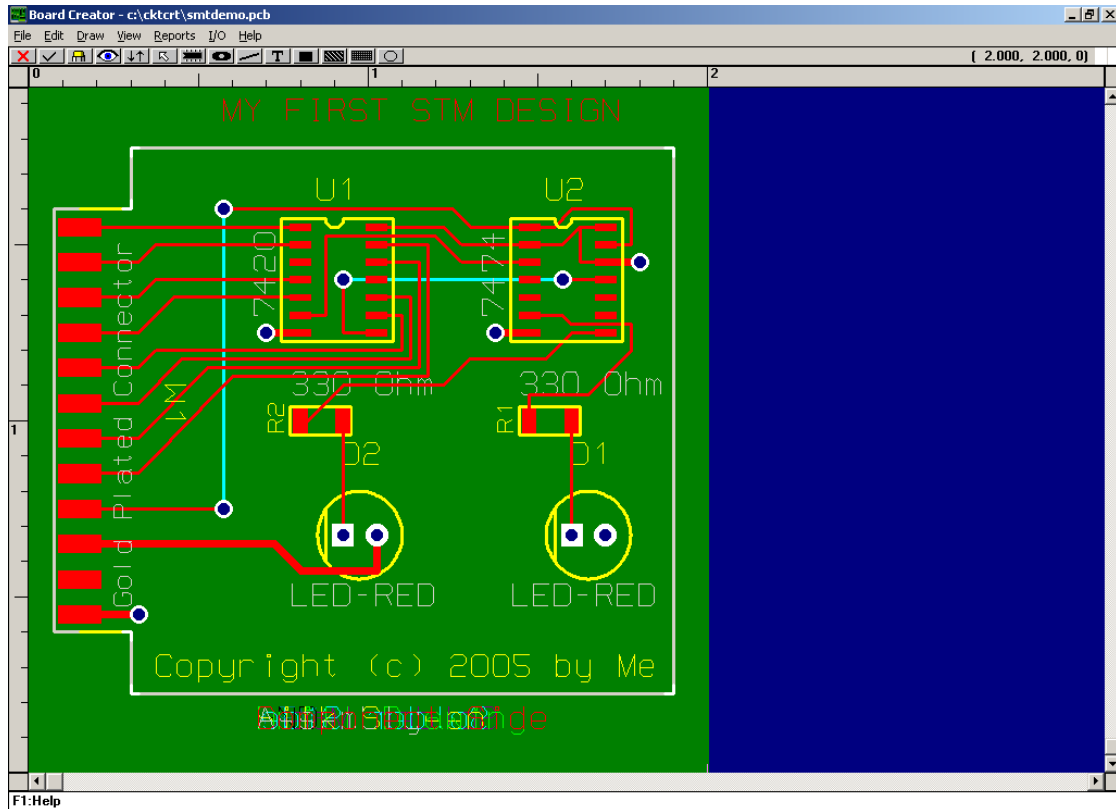 Board Creator - c:\cktcrt\smtdemo.pcb
File Edit Draw View Reports I/O Help
T
( 2.000, 2.000, 0)
0 1 2
MY FIRST STM DESIGN
U1 U2
7420
7474
Gold Plated Connector
M1
330 Ohm 330 Ohm
R2
R1
1
D2 D1
LED-RED LED-RED
Copyright (c) 2005 by Me
F1:Help